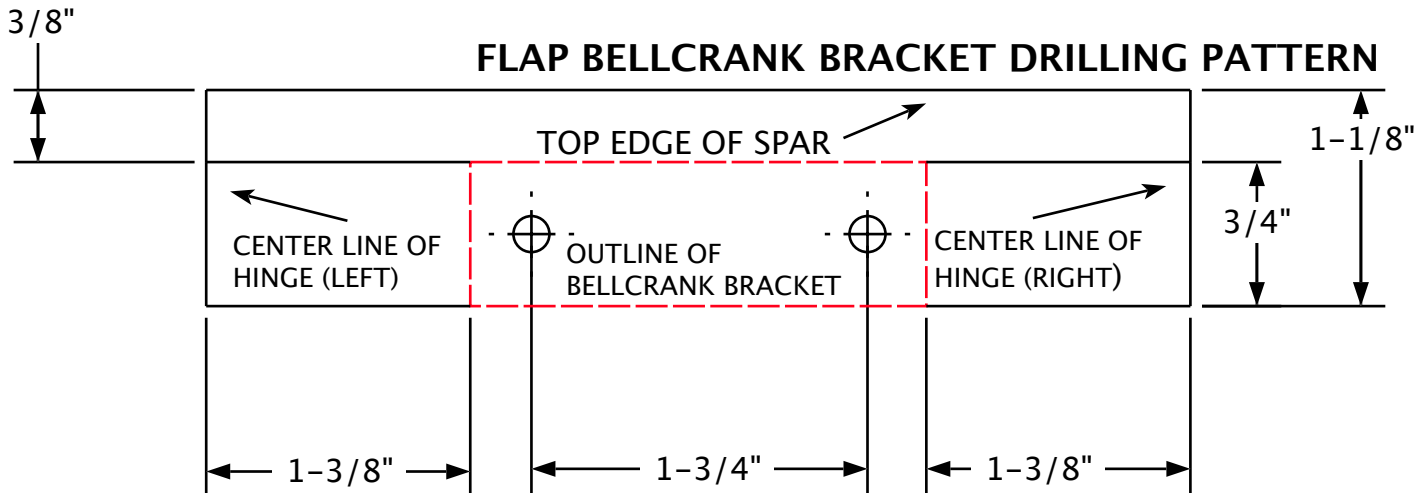 3/8"
FLAP BELLCRANK BRACKET DRILLING PATTERN
TOP EDGE OF SPAR
1-1/8"
3/4"
CENTER LINE OF
HINGE (LEFT)
OUTLINE OF
BELLCRANK BRACKET
CENTER LINE OF
HINGE (RIGHT)
1-3/8"
1-3/4"
1-3/8"